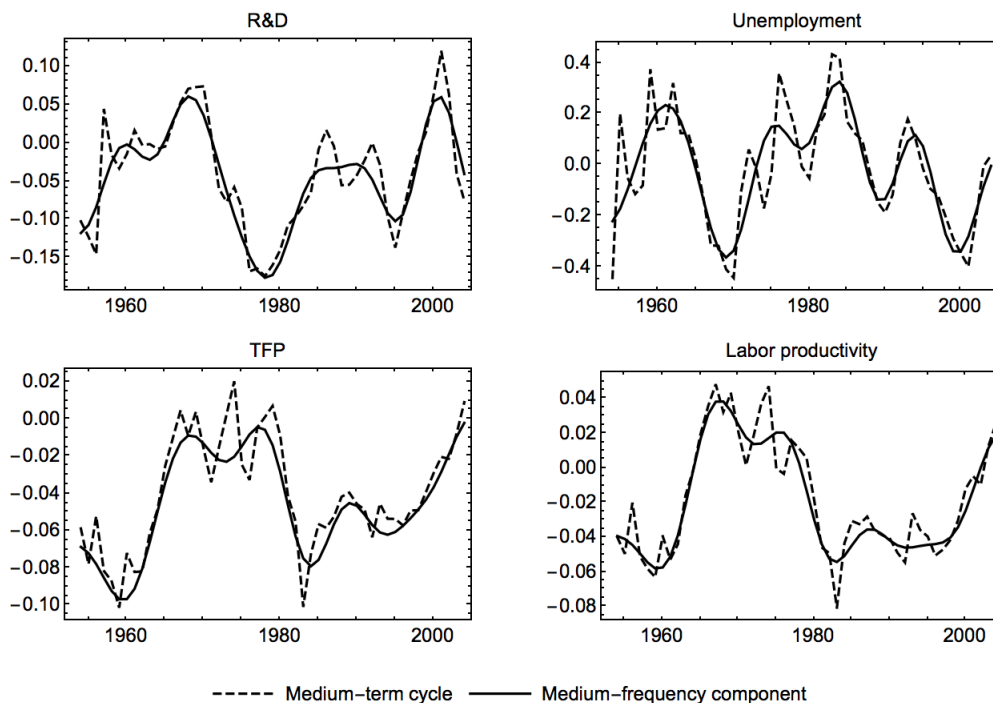 R&D
0.10
0.05
0.00
−0.05
−0.10
−0.15
1960 1980 2000
Unemployment
0.4
0.2
0.0
−0.2
−0.4
1960 1980 2000
TFP
0.02
0.00
−0.02
−0.04
−0.06
−0.08
−0.10
1960 1980 2000
Labor productivity
0.04
0.02
0.00
−0.02
−0.04
−0.06
−0.08
1960 1980 2000
Medium−term cycle Medium−frequency component